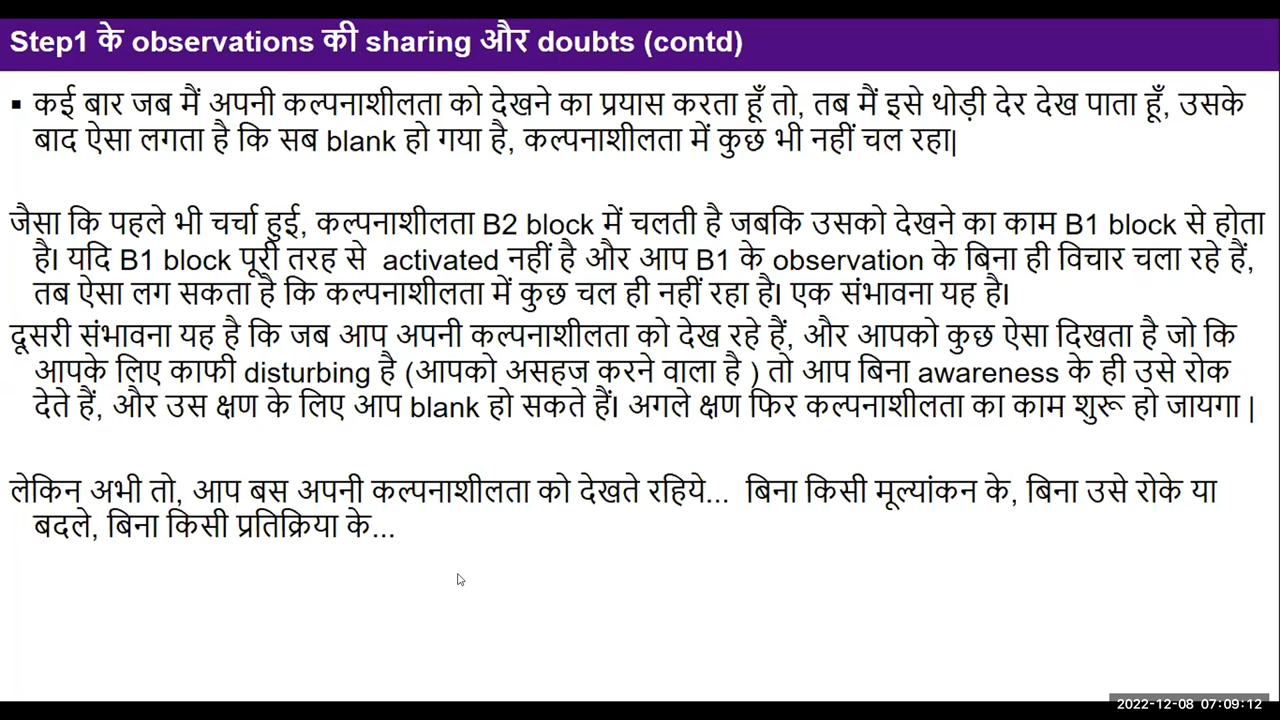 Step1 के observations की sharing और doubts (contd)
▪ कई बार जब मैं अपनी कल्पनाशीलता को देखने का प्रयास करता हूँ तो, तब मैं इसे थोड़ी देर देख पाता हूँ, उसके
बाद ऐसा लगता है कि सब blank हो गया है, कल्पनाशीलता में कुछ भी नहीं चल रहा|
जैसा कि पहले भी चर्चा हुई, कल्पनाशीलता B2 block में चलती है जबकि उसको देखने का काम B1 block से होता
है। यदि B1 block पूरी तरह से activated नहीं है और आप B1 के observation के बिना ही विचार चला रहे हैं,
तब ऐसा लग सकता है कि कल्पनाशीलता में कुछ चल ही नहीं रहा है। एक संभावना यह है।
दूसरी संभावना यह है कि जब आप अपनी कल्पनाशीलता को देख रहे हैं, और आपको कुछ ऐसा दिखता है जो कि
आपके लिए काफी disturbing है (आपको असहज करने वाला है ) तो आप बिना awareness के ही उसे रोक
देते हैं, और उस क्षण के लिए आप blank हो सकते हैं। अगले क्षण फिर कल्पनाशीलता का काम शुरू हो जायगा |
लेकिन अभी तो, आप बस अपनी कल्पनाशीलता को देखते रहिये... बिना किसी मूल्यांकन के, बिना उसे रोके या
बदले, बिना किसी प्रतिक्रिया के...
2022-12-08 07:09:12